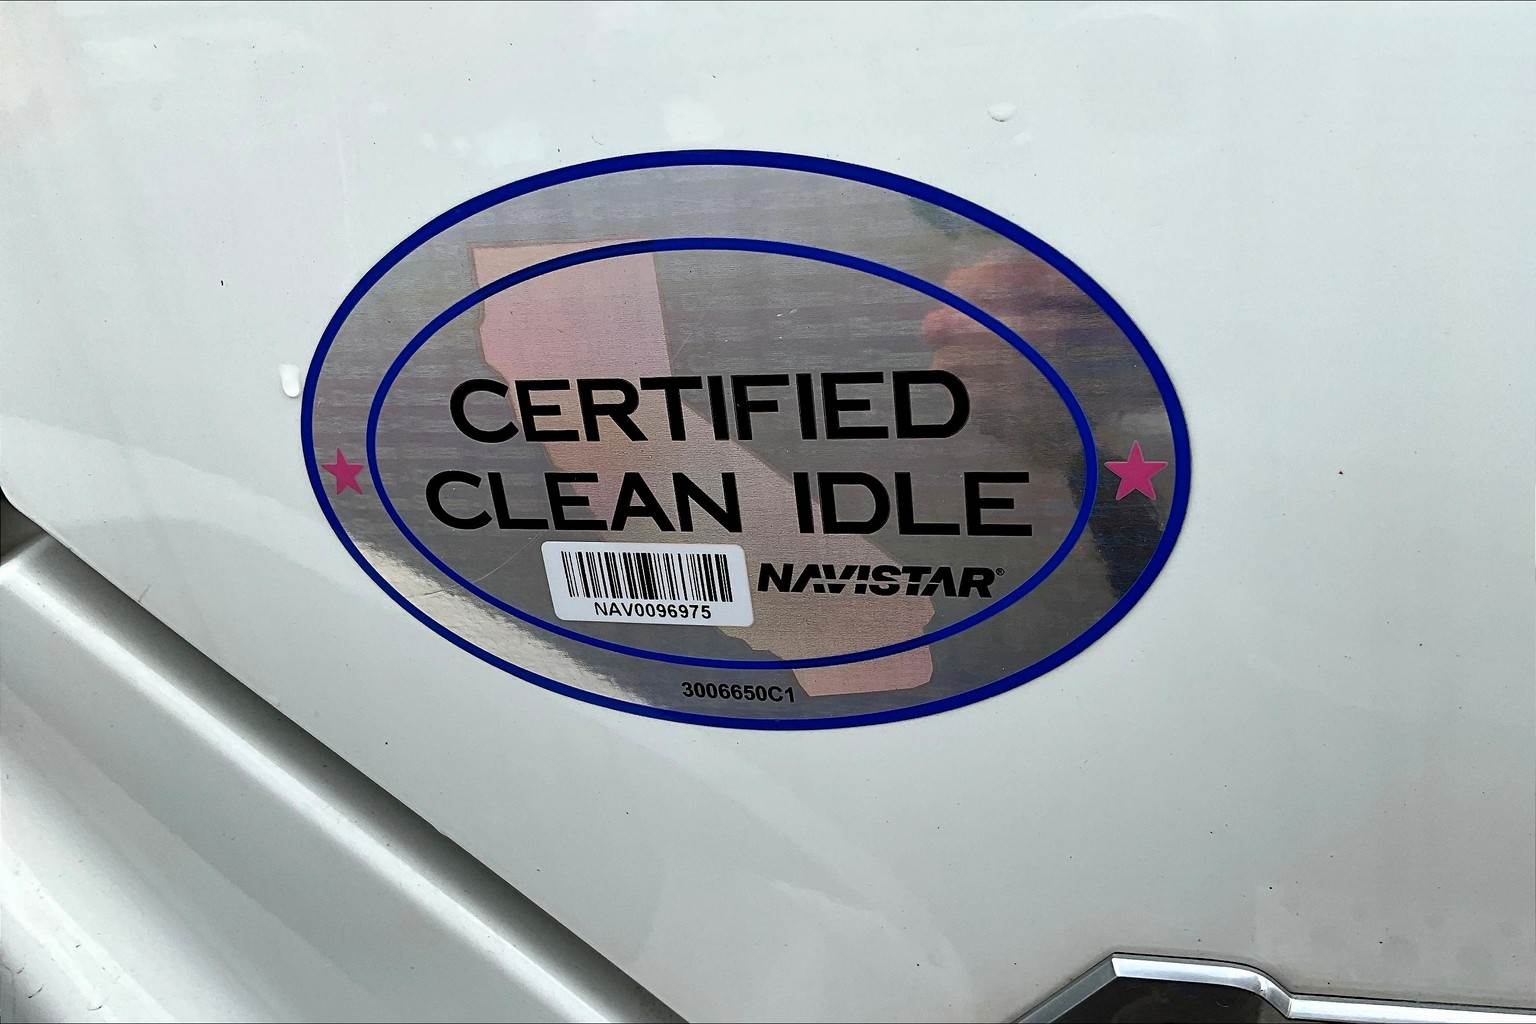 CERTIFIED
CLEAN IDLE
NAVISTAR®
NAV0096975
3006650C1